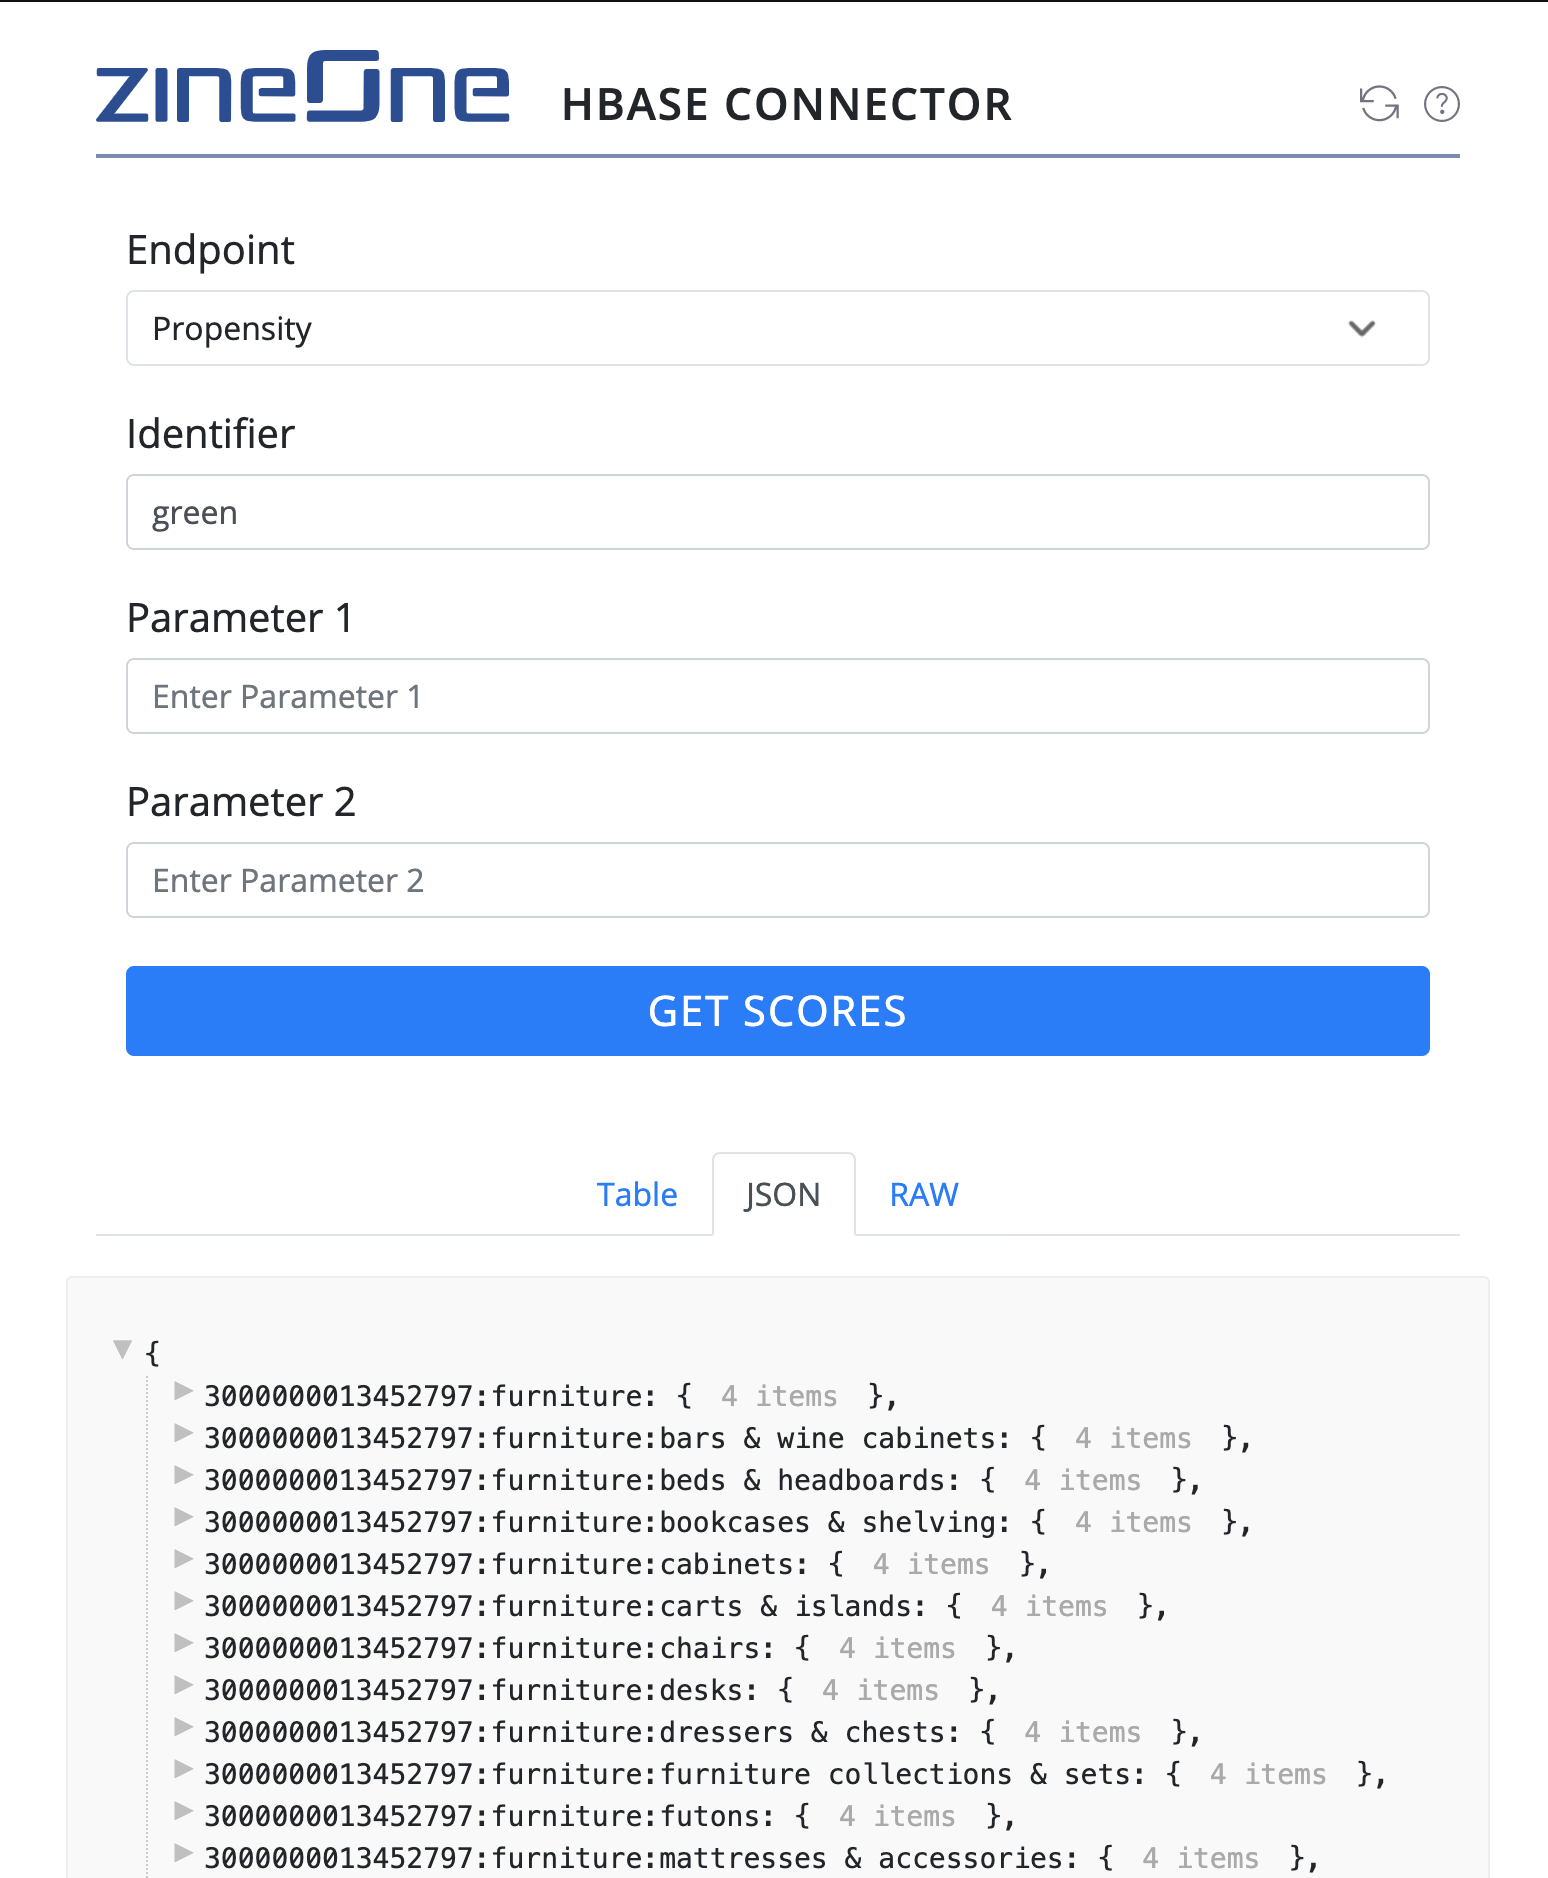 zineOne HBASE CONNECTOR
Endpoint
Propensity
Identifier
green
Parameter 1
Enter Parameter 1
Parameter 2
Enter Parameter 2
GET SCORES
Table JSON RAW
{
3000000013452797:furniture: { 4 items },
3000000013452797:furniture:bars & wine cabinets: { 4 items },
3000000013452797:furniture:beds & headboards: { 4 items },
3000000013452797:furniture:bookcases & shelving: { 4 items },
3000000013452797:furniture:cabinets: { 4 items },
3000000013452797:furniture:carts & islands: { 4 items },
3000000013452797:furniture:chairs: { 4 items },
3000000013452797:furniture:desks: { 4 items },
3000000013452797:furniture:dressers & chests: { 4 items },
3000000013452797:furniture:furniture collections & sets: { 4 items },
3000000013452797:furniture:futons: { 4 items },
3000000013452797:furniture:mattresses & accessories: { 4 items },